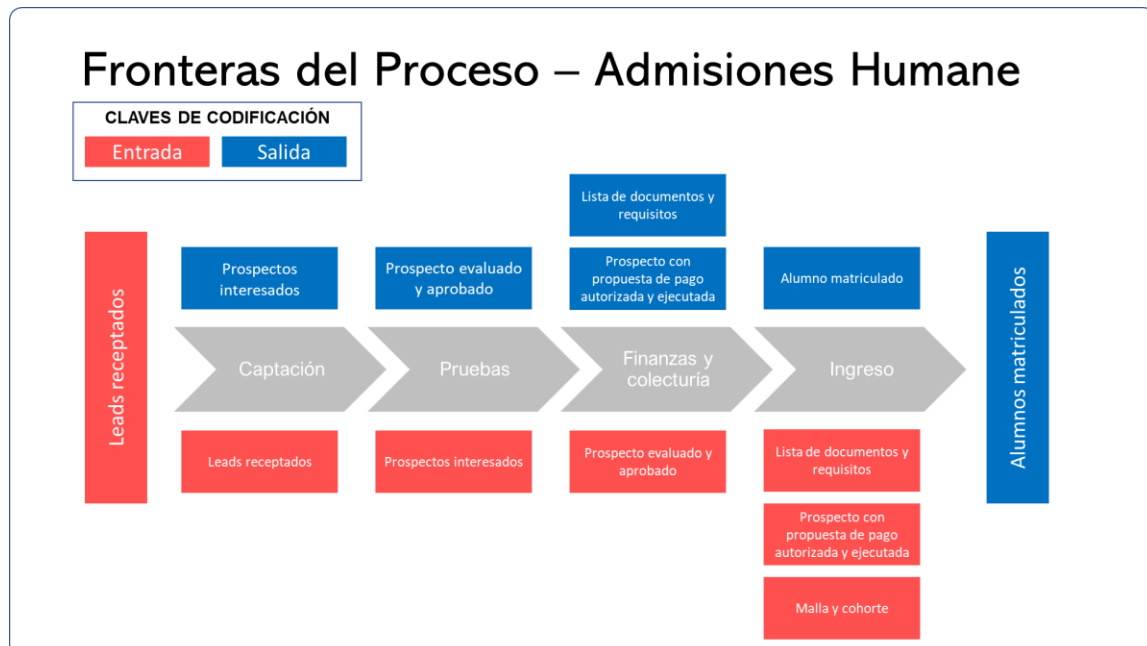 Fronteras del Proceso – Admisiones Humane
CLAVES DE CODIFICACIÓN
Entrada
Salida
Leads receptados
Prospectos
interesados
Prospecto evaluado
y aprobado
Lista de documentos y
requisitos
Prospecto con
propuesta de pago
autorizada y ejecutada
Alumno matriculado
Captación
Pruebas
Finanzas y
colecturía
Ingreso
Leads receptados
Prospectos interesados
Prospecto evaluado y
aprobado
Lista de documentos y
requisitos
Prospecto con
propuesta de pago
autorizada y ejecutada
Malla y cohorte
Alumnos matriculados